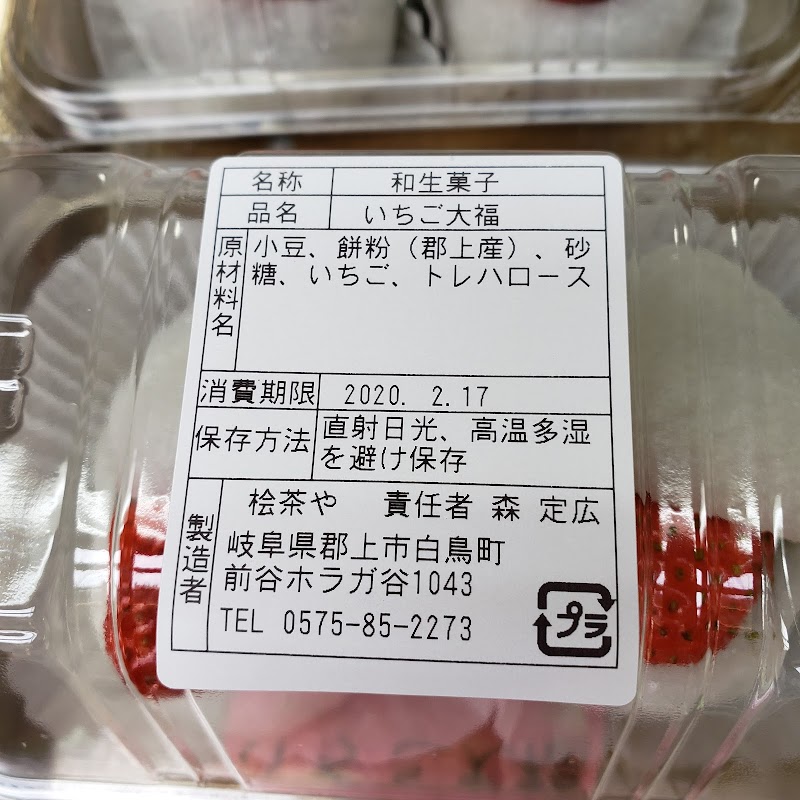 名称 和生菓子
品名 いちご大福
原材料名 小豆、餅粉（郡上産）、砂
糖、いちご、トレハロース
消費期限 2020. 2.17
保存方法 直射日光、高温多湿
を避け保存
製造者 桧茶や 責任者 森 定広
岐阜県郡上市白鳥町
前谷ホラガ谷1043
TEL 0575-85-2273
プラ